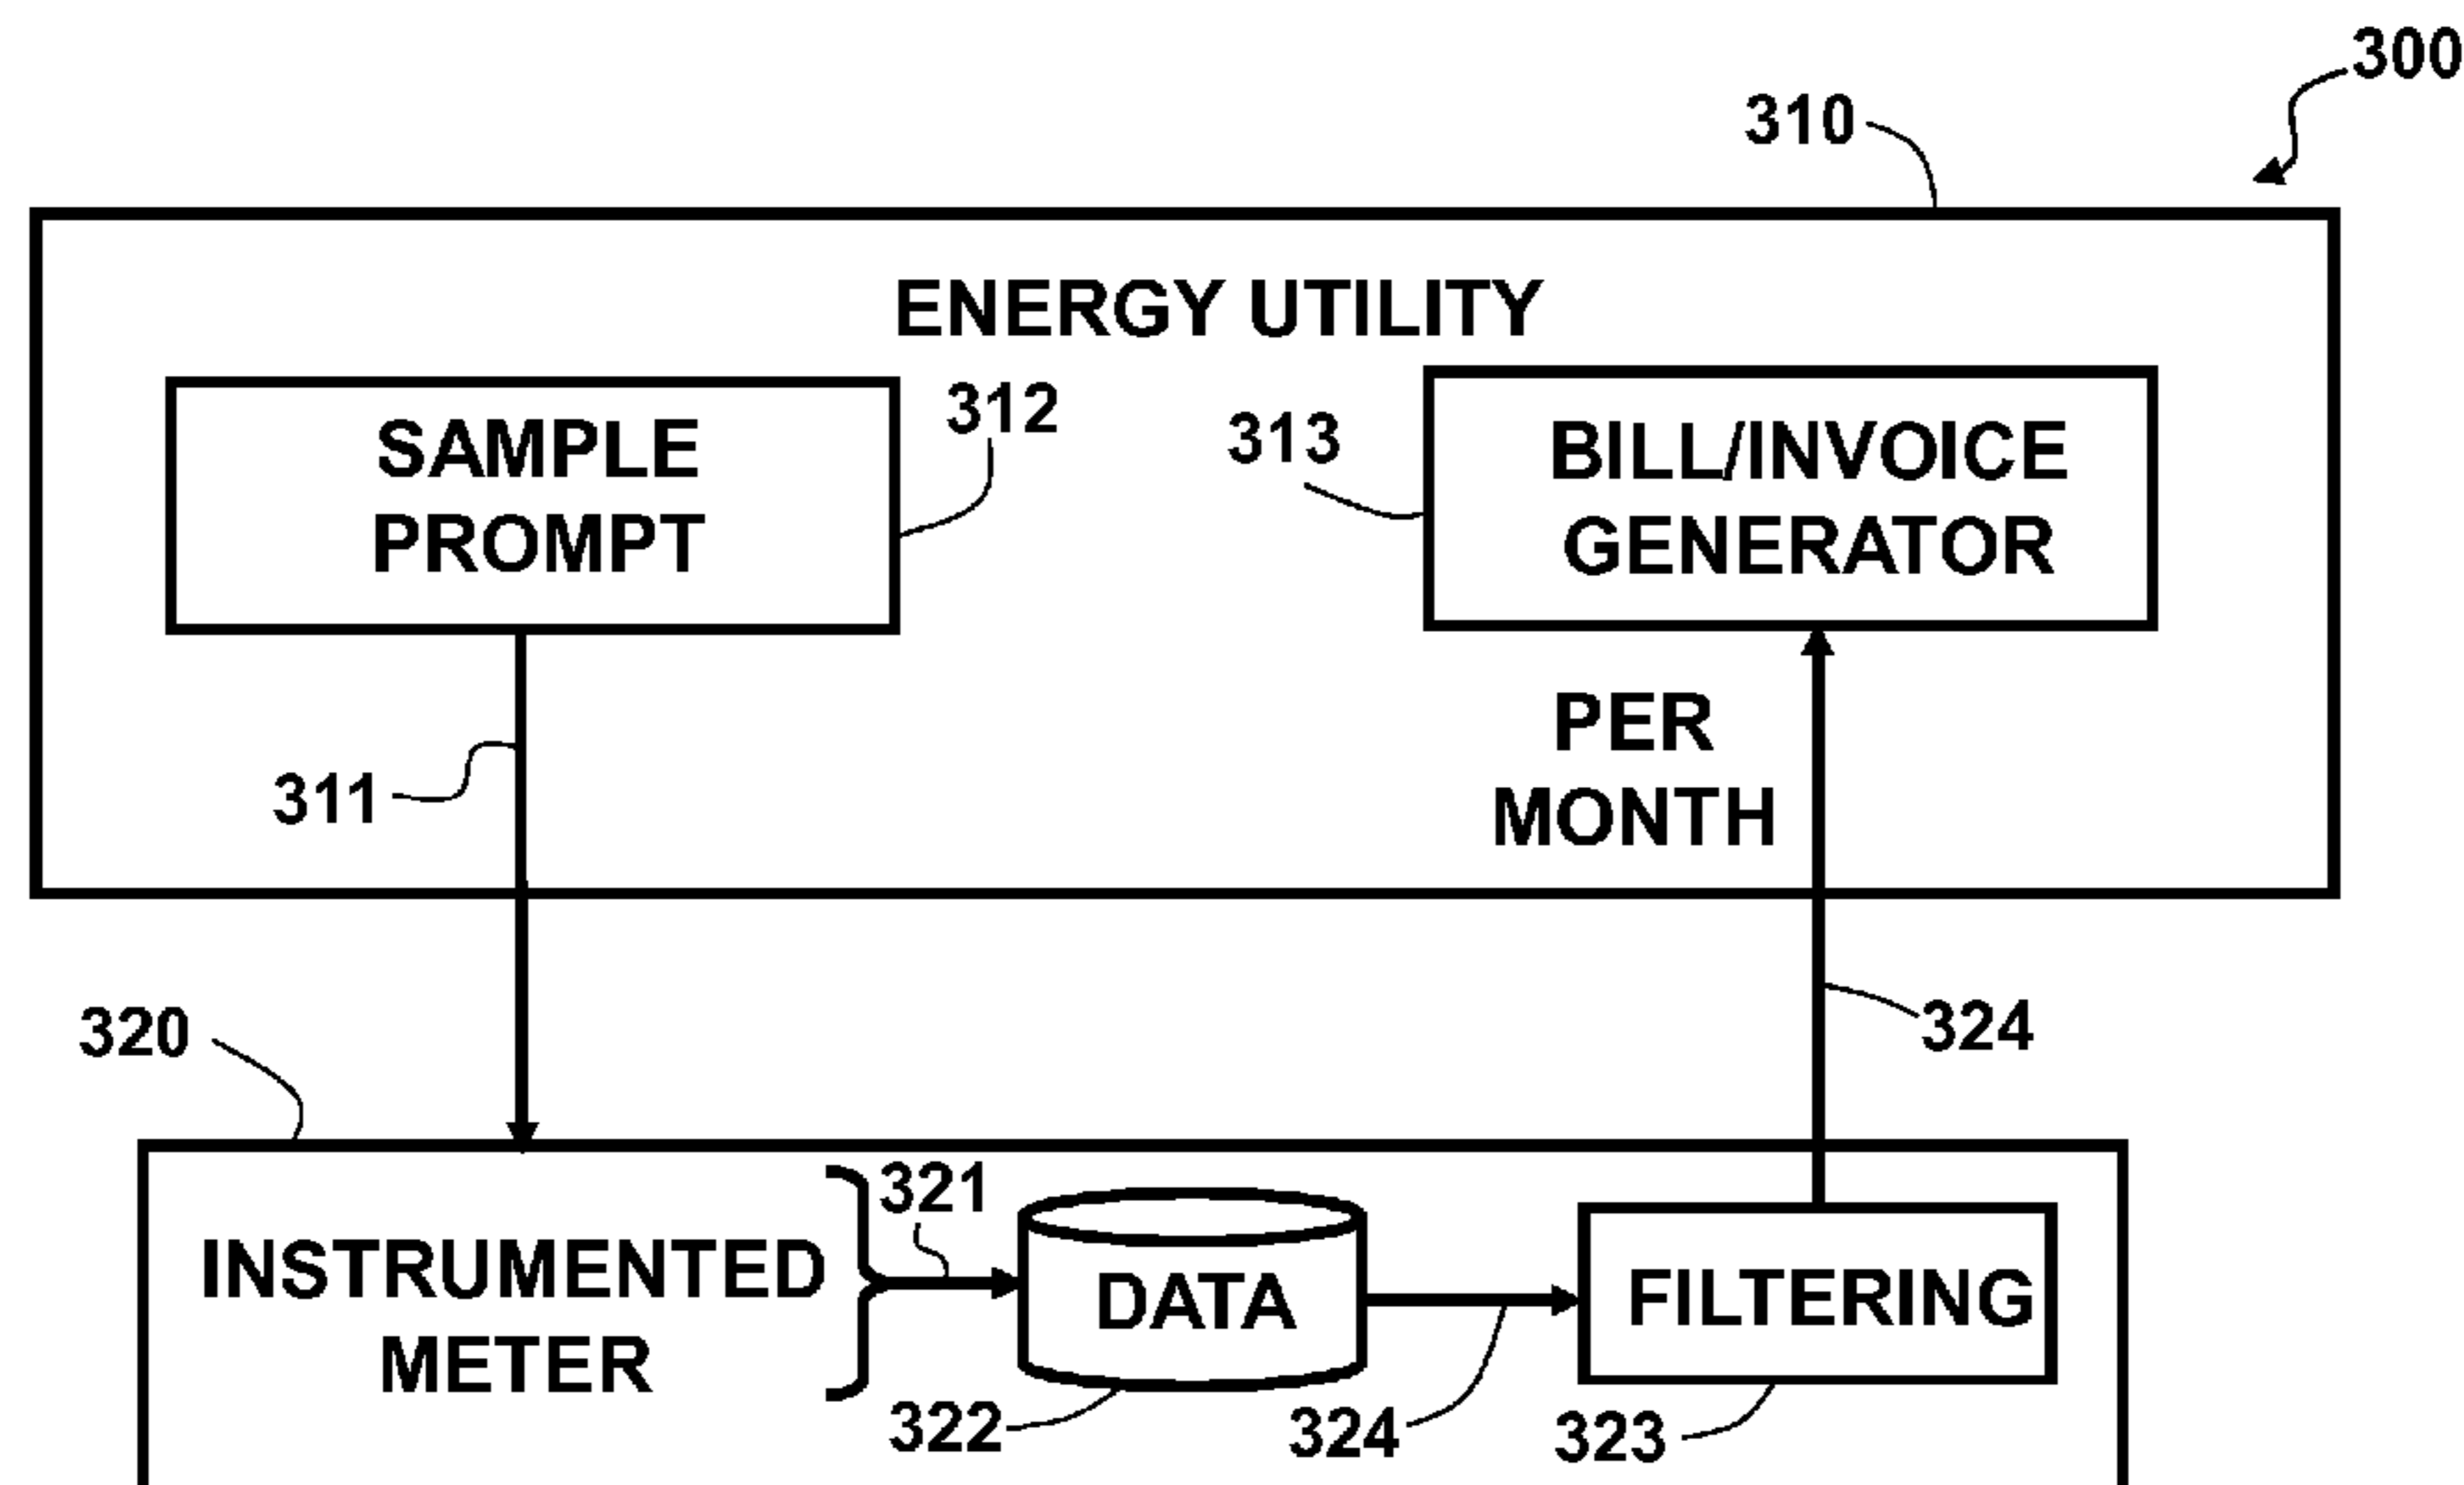 300
310
ENERGY UTILITY
SAMPLE
PROMPT
312
313
BILL/INVOICE
GENERATOR
311
PER
MONTH
320
324
INSTRUMENTED
METER
321
DATA
322
324
FILTERING
323